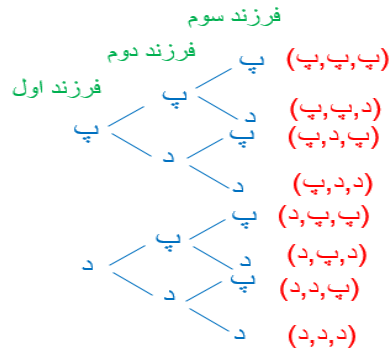 فرزند سوم
فرزند دوم
فرزند اول
پ
(پ,پ,پ)
پ
د
(پ,پ,د)
پ
پ
(پ,د,پ)
د
د
(پ,د,د)
پ
(د,پ,پ)
پ
د
(د,پ,د)
د
پ
(د,د,پ)
د
د
(د,د,د)